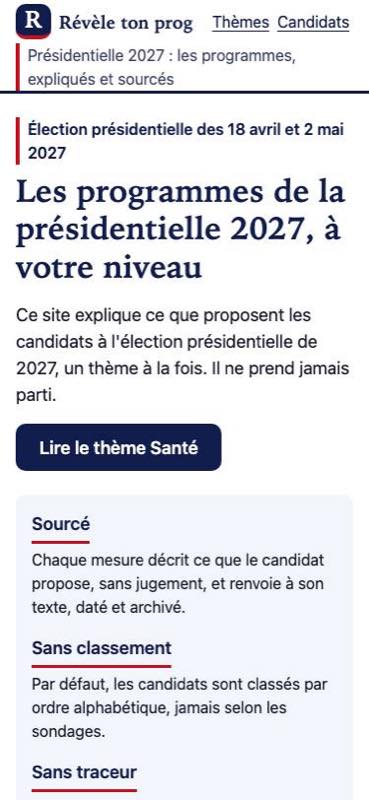 R Révèle ton prog Thèmes Candidats
Présidentielle 2027 : les programmes,
expliqués et sourcés
Élection présidentielle des 18 avril et 2 mai
2027
Les programmes de la
présidentielle 2027, à
votre niveau
Ce site explique ce que proposent les
candidats à l'élection présidentielle de
2027, un thème à la fois. Il ne prend jamais
parti.
Lire le thème Santé
Sourcé
Chaque mesure décrit ce que le candidat
propose, sans jugement, et renvoie à son
texte, daté et archivé.
Sans classement
Par défaut, les candidats sont classés par
ordre alphabétique, jamais selon les
sondages.
Sans traceur